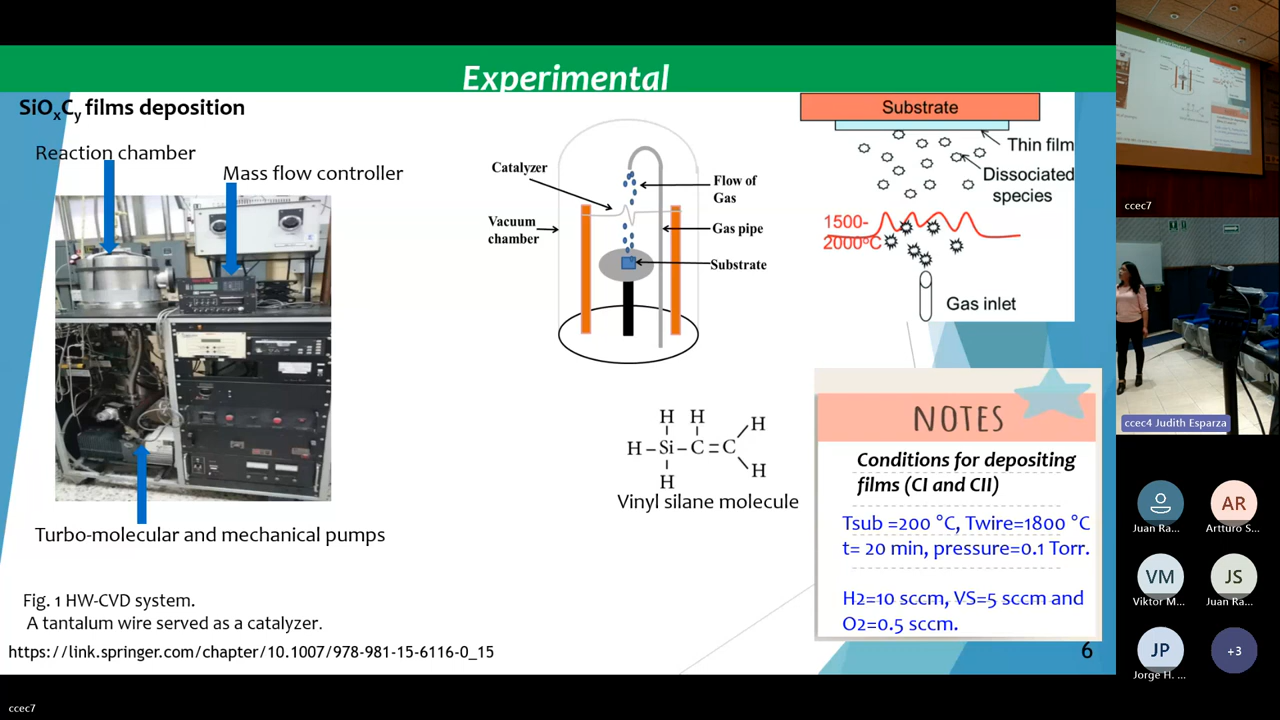 Experimental
SiOxCy films deposition
Reaction chamber
Mass flow controller
Turbo-molecular and mechanical pumps
Fig. 1 HW-CVD system.
A tantalum wire served as a catalyzer.
https://link.springer.com/chapter/10.1007/978-981-15-6116-0_15
Catalyzer
Flow of
Gas
Vacuum
chamber
Gas pipe
Substrate
Substrate
Thin film
Dissociated
species
1500-
2000°C
Gas inlet
H H H
H – Si – C = C
H H
Vinyl silane molecule
NOTES
Conditions for depositing
films (CI and CII)
Tsub =200 °C, Twire=1800 °C
t= 20 min, pressure=0.1 Torr.
H2=10 sccm, VS=5 sccm and
O2=0.5 sccm.
6
ccec7
ccec4 Judith Esparza
AR
Juan Ra...
Artturo S...
VM
JS
Viktor M...
Juan Ra...
JP
+3
Jorge H. ...
ccec7